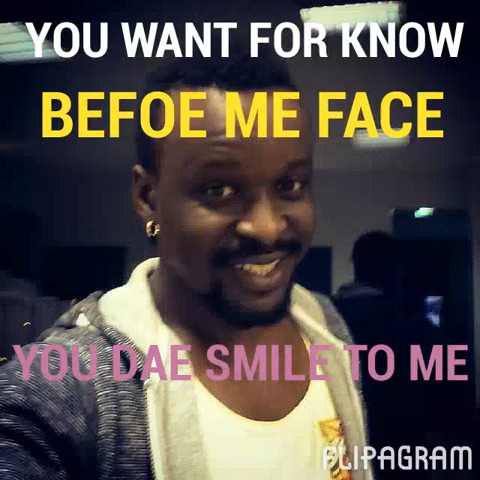 YOU WANT FOR KNOW
BEFOE ME FACE
YOU DAE SMILE TO ME
FLIPAGRAM